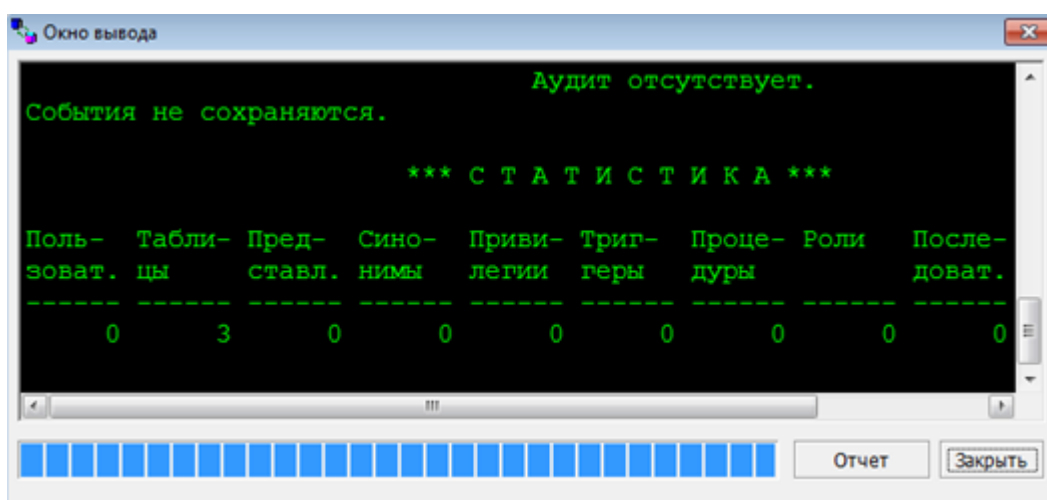 Окно вывода
Аудит отсутствует.
События не сохраняются.
*** С Т А Т И С Т И К А ***
Поль- Табли- Пред- Сино- Приви- Триг- Проце- Роли После-
зоват. цы ставл. нимы легии геры дуры доват.
------ ------ ------ ------ ------ ------ ------ ------ ------
0 3 0 0 0 0 0 0 0
Отчет Закрыть